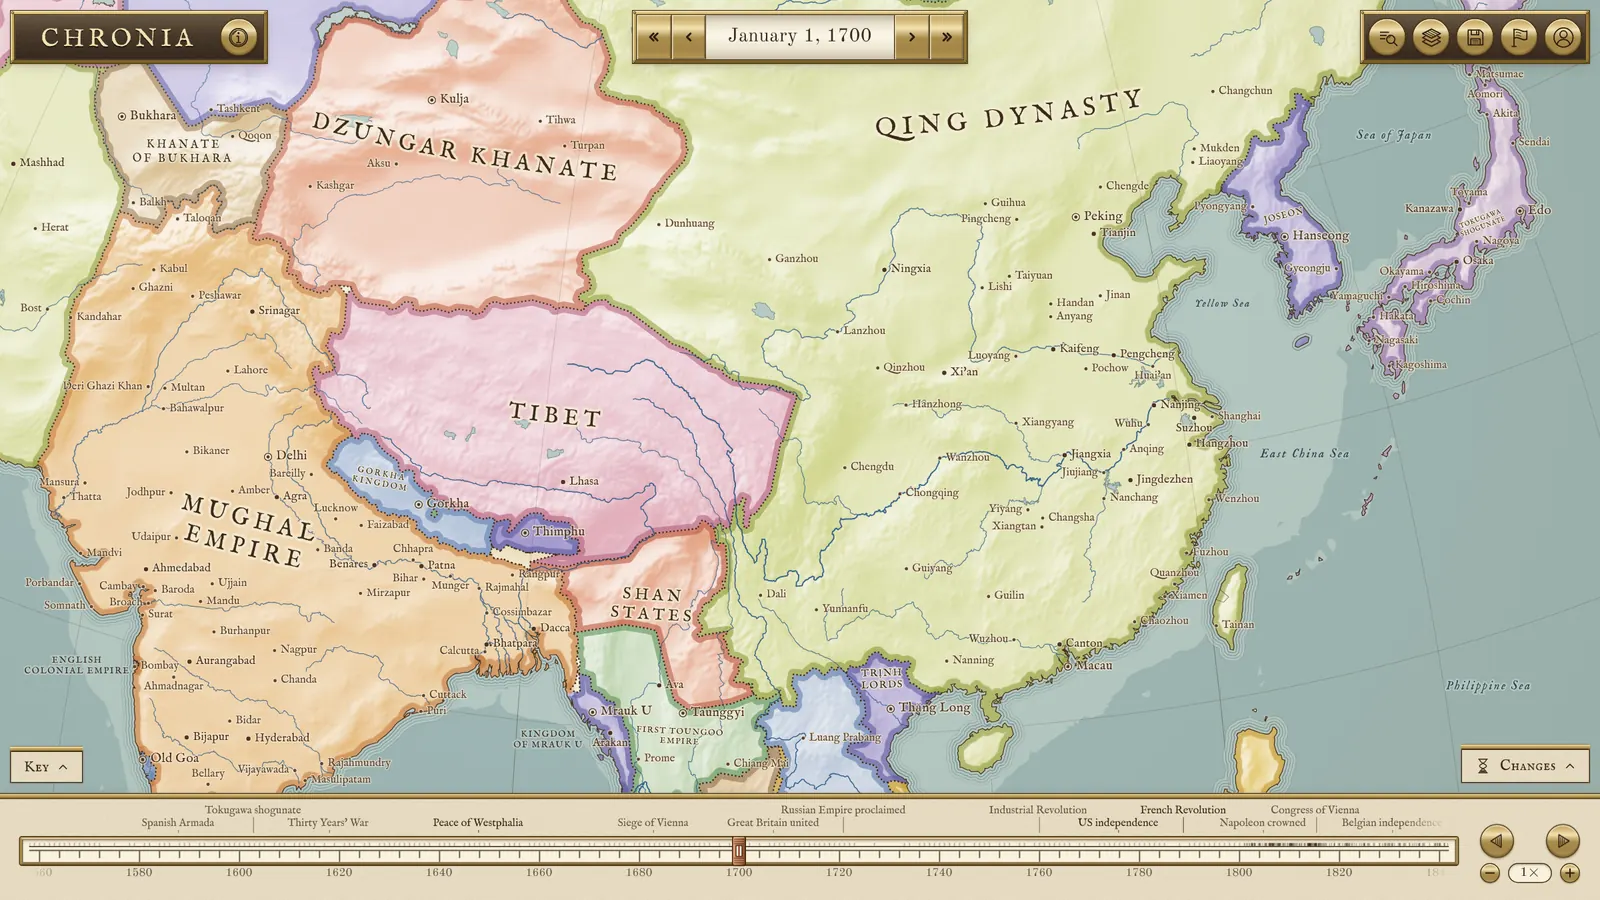 CHRONIA
«
‹
January 1, 1700
›
»
DZUNGAR KHANATE
QING DYNASTY
KHANATE
OF BUKHARA
Bukhara
Tashkent
Qoqon
Mashhad
Balkh
Taloqan
Herat
Kulja
Tihwa
Turpan
Aksu
Kashgar
Changchun
Mukden
Liaoyang
Chengde
Guihua
Pingcheng
Peking
Tianjin
Dunhuang
Ganzhou
Ningxia
Taiyuan
Lishi
Handan
Jinan
Anyang
Lanzhou
Luoyang
Kaifeng
Pengcheng
Qinzhou
Xi'an
Pochow
Huai'an
Hanzhong
Xiangyang
Wuhu
Nanjing
Shanghai
Suzhou
Hangzhou
Anqing
Jiangxia
Jiujiang
Jingdezhen
Nanchang
Wanzhou
Chengdu
Chongqing
Yiyang
Changsha
Xiangtan
Wenzhou
Fuzhou
Quanzhou
Xiamen
Chaozhou
Tainan
Guiyang
Guilin
Dali
Yunnanfu
Wuzhou
Canton
Macau
Nanning
Sea of Japan
Yellow Sea
East China Sea
Philippine Sea
Pyongyang
JOSEON
Hanseong
Gyeongju
Matsumae
Aomori
Akita
Sendai
Toyama
Kanazawa
TOKUGAWA
SHOGUNATE
Edo
Nagoya
Osaka
Okayama
Hiroshima
Yamaguchi
Cochin
Hakata
Nagasaki
Kagoshima
Kabul
Ghazni
Peshawar
Srinagar
Bost
Kandahar
Lahore
Deri Ghazi Khan
Multan
Bahawalpur
Bikaner
Delhi
Bareilly
Mansura
Thatta
Jodhpur
Amber
Agra
Lucknow
Faizabad
MUGHAL
EMPIRE
Udaipur
Banda
Chhapra
Benares
Patna
Bihar
Munger
Mirzapur
Rajmahal
Rangpur
Mandvi
Ahmedabad
Porbandar
Cambay
Baroda
Ujjain
Mandu
Somnath
Broach
Surat
Burhanpur
Cossimbazar
Dacca
Bhatpara
Calcutta
Nagpur
ENGLISH
COLONIAL EMPIRE
Bombay
Aurangabad
Ahmadnagar
Chanda
Cuttack
Puri
Bidar
Bijapur
Hyderabad
Old Goa
Rajahmundry
Bellary
Vijayawada
Masulipatam
TIBET
Lhasa
GORKHA
KINGDOM
Gorkha
Thimphu
SHAN
STATES
Ava
Mrauk U
Taunggyi
KINGDOM
OF MRAUK U
Arakan
FIRST TOUNGOO
EMPIRE
Prome
Chiang Mai
Luang Prabang
TRỊNH
LORDS
Thang Long
KEY
CHANGES
Tokugawa shogunate
Russian Empire proclaimed
Industrial Revolution
French Revolution
Congress of Vienna
Spanish Armada
Thirty Years' War
Peace of Westphalia
Siege of Vienna
Great Britain united
US independence
Napoleon crowned
Belgian independence
1580
1600
1620
1640
1660
1680
1700
1720
1740
1760
1780
1800
1820
1×